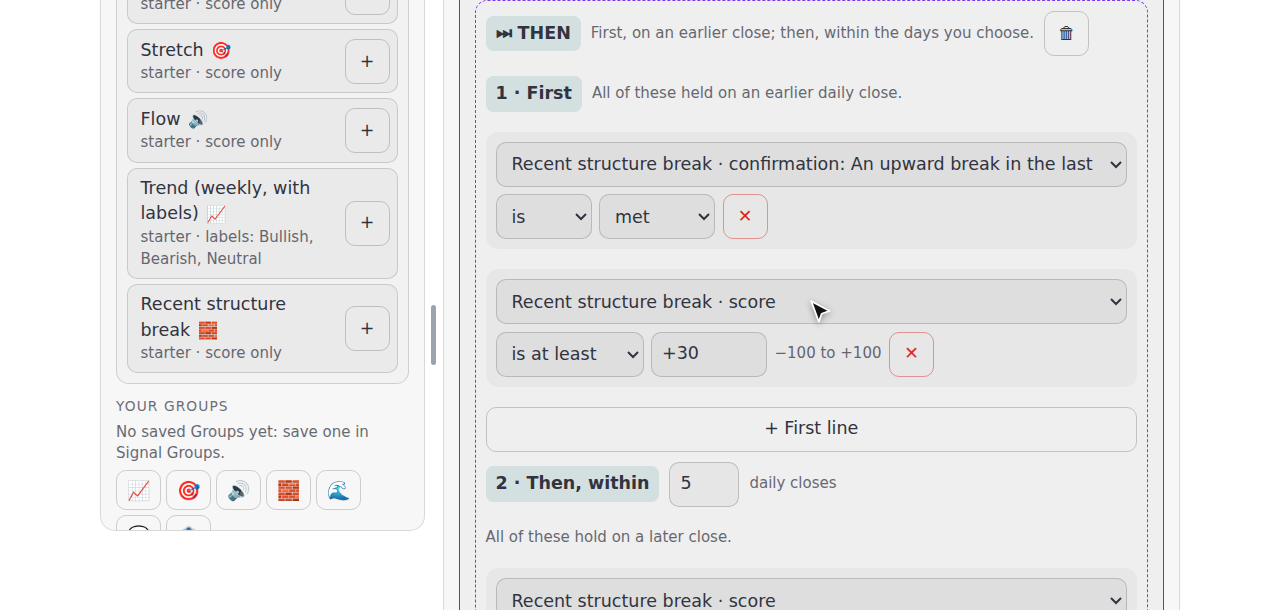 starter · score only
Stretch 🎯
starter · score only
+
Flow 🔊
starter · score only
+
Trend (weekly, with
labels) 📈
starter · labels: Bullish,
Bearish, Neutral
+
Recent structure
break 🧱
starter · score only
+
YOUR GROUPS
No saved Groups yet: save one in
Signal Groups.
⏭ THEN First, on an earlier close; then, within the days you choose.
1 · First All of these held on an earlier daily close.
Recent structure break · confirmation: An upward break in the last
is met ✕
Recent structure break · score
is at least +30 −100 to +100 ✕
+ First line
2 · Then, within 5 daily closes
All of these hold on a later close.
Recent structure break · score